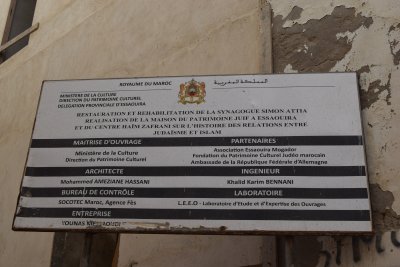 ROYAUME DU MAROC
المملكة المغربية
MINISTERE DE LA CULTURE
DIRECTION DU PATRIMOINE CULTUREL
DELEGATION PROVINCIALE D'ESSAOUIRA
RESTAURATION ET REHABILITATION DE LA SYNAGOGUE SIMON ATTIA
REALISATION DE LA MAISON DU PATRIMOINE JUIF A ESSAOUIRA
ET DU CENTRE HAÏM ZAFRANI SUR L'HISTOIRE DES RELATIONS ENTRE
JUDAÏSME ET ISLAM
MAITRISE D'OUVRAGE
Ministère de la Culture
Direction du Patrimoine Culturel
PARTENAIRES
Association Essaouira Mogador
Fondation du Patrimoine Culturel Judéo marocain
Ambassade de la République Fédérale d'Allemagne
ARCHITECTE
Mohammed AMEZIANE HASSANI
INGENIEUR
Khalid Karim BENNANI
BUREAU DE CONTRÔLE
SOCOTEC Maroc, Agence Fès
LABORATOIRE
L.E.E.O - Laboratoire d'Etude et d'Expertise des Ouvrages
ENTREPRISE
YOUNAS